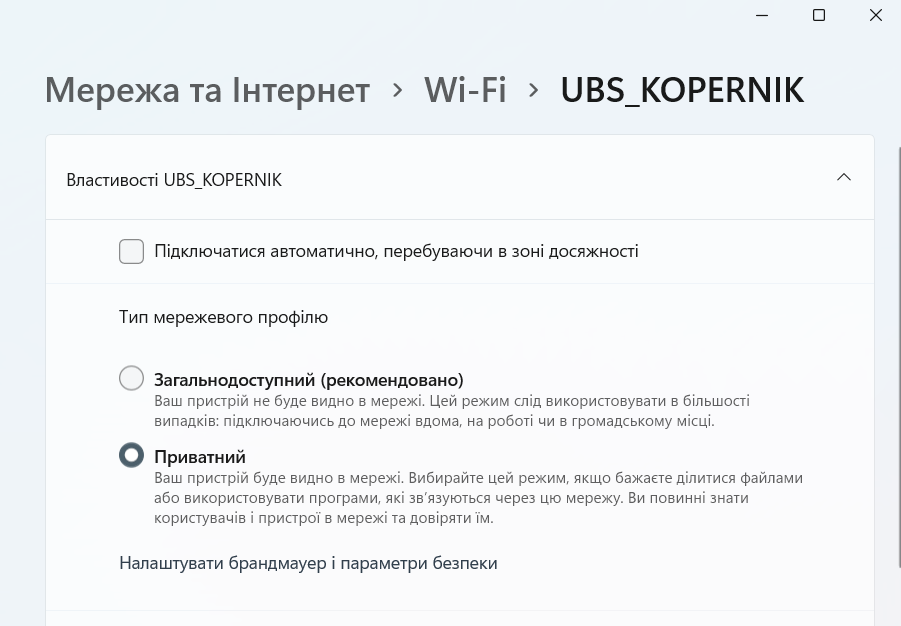 Мережа та Інтернет › Wi-Fi › UBS_KOPERNIK
Властивості UBS_KOPERNIK
Підключатися автоматично, перебуваючи в зоні досяжності
Тип мережевого профілю
Загальнодоступний (рекомендовано)
Ваш пристрій не буде видно в мережі. Цей режим слід використовувати в більшості
випадків: підключаючись до мережі вдома, на роботі чи в громадському місці.
Приватний
Ваш пристрій буде видно в мережі. Вибирайте цей режим, якщо бажаєте ділитися файлами
або використовувати програми, які зв’язуються через цю мережу. Ви повинні знати
користувачів і пристрої в мережі та довіряти їм.
Налаштувати брандмауер і параметри безпеки